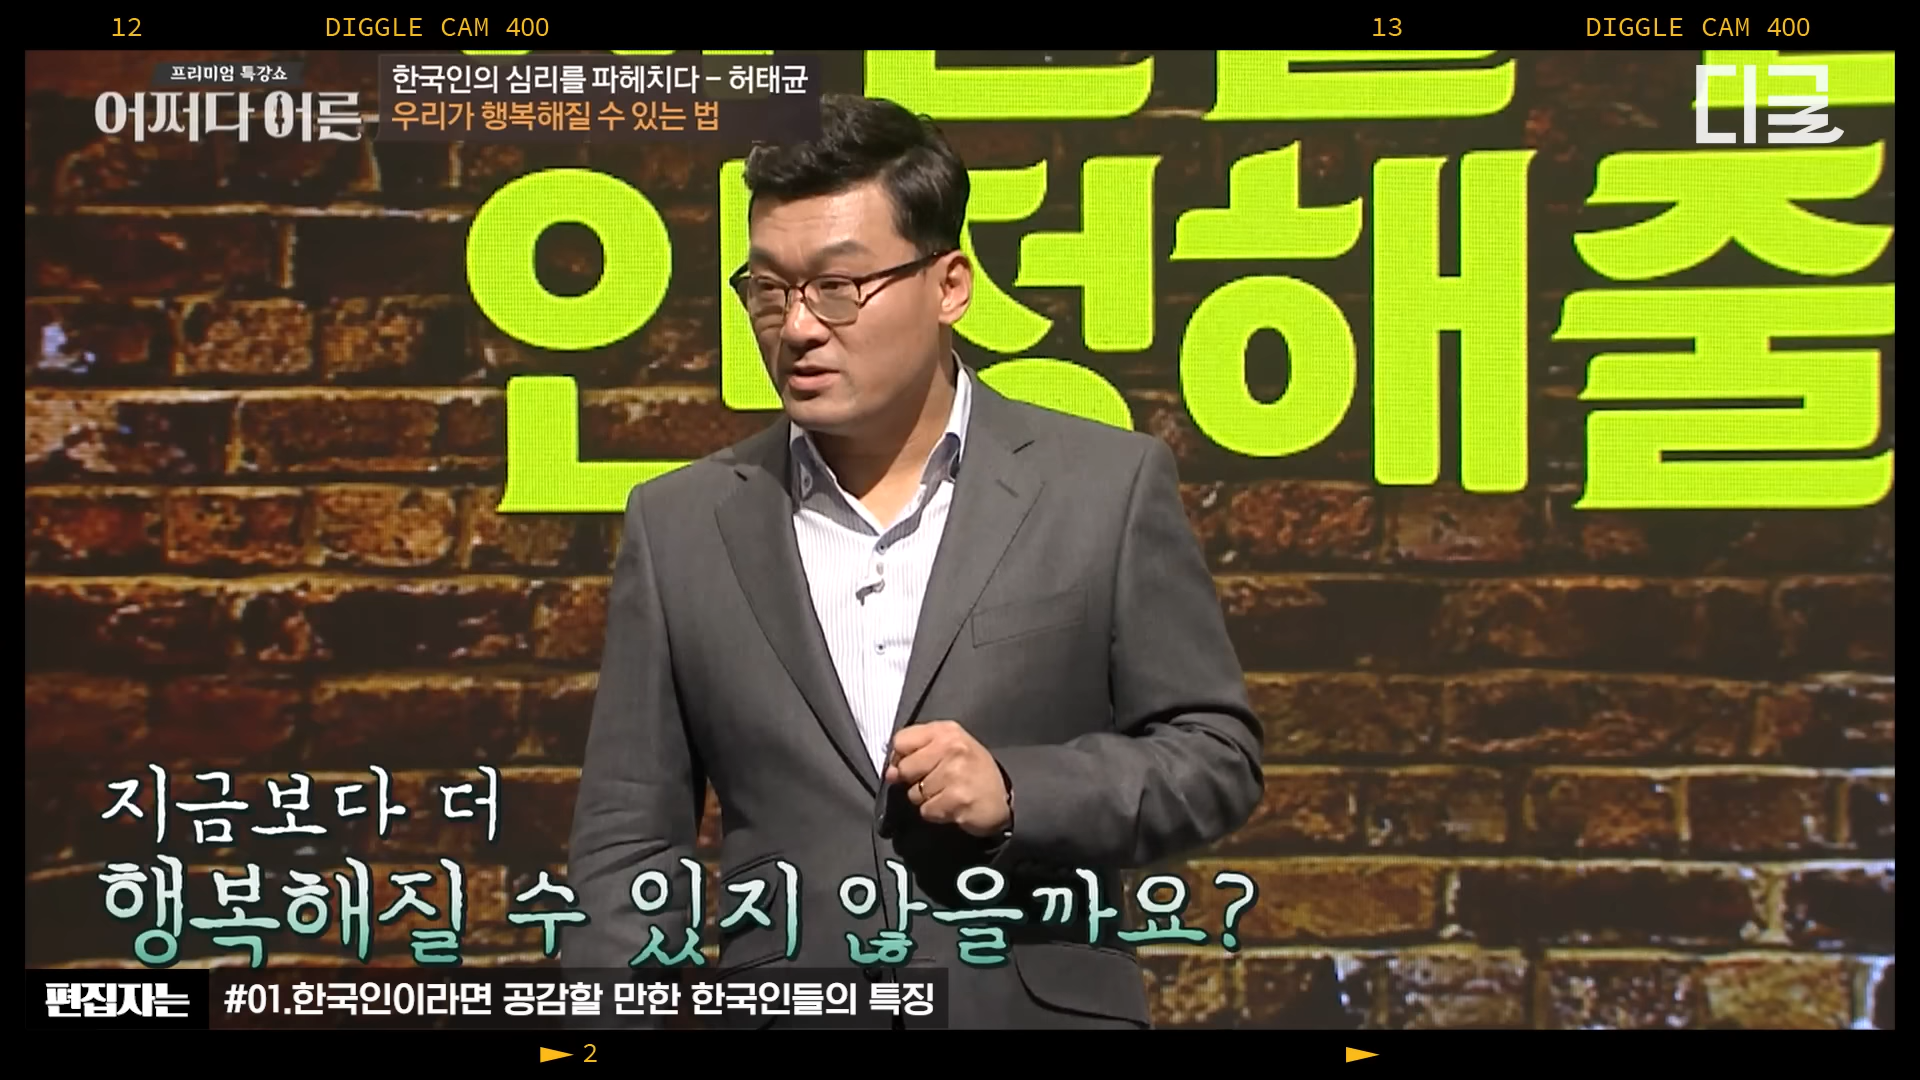 12 DIGGLE CAM 400 13 DIGGLE CAM 400
프리미엄 특강쇼
어쩌다 어른
한국인의 심리를 파헤치다 - 허태균
우리가 행복해질 수 있는 법
디글
인정해줄
지금보다 더
행복해질 수 있지 않을까요?
편집자는
#01.한국인이라면 공감할 만한 한국인들의 특징
2